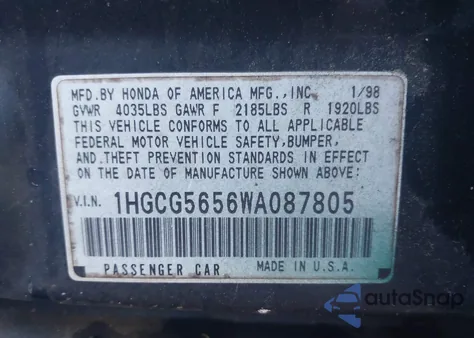 MFD.BY HONDA OF AMERICA MFG.,INC. 1/98
GVWR 4035LBS GAWR F 2185LBS R 1920LBS
THIS VEHICLE CONFORMS TO ALL APPLICABLE
FEDERAL MOTOR VEHICLE SAFETY,BUMPER,
AND.THEFT PREVENTION STANDARDS IN EFFECT
ON THE DATE OF MANUFACTURE SHOWN ABOVE.
V.I.N. 1HGCG5656WA087805
PASSENGER CAR MADE IN U.S.A.
autoSnap